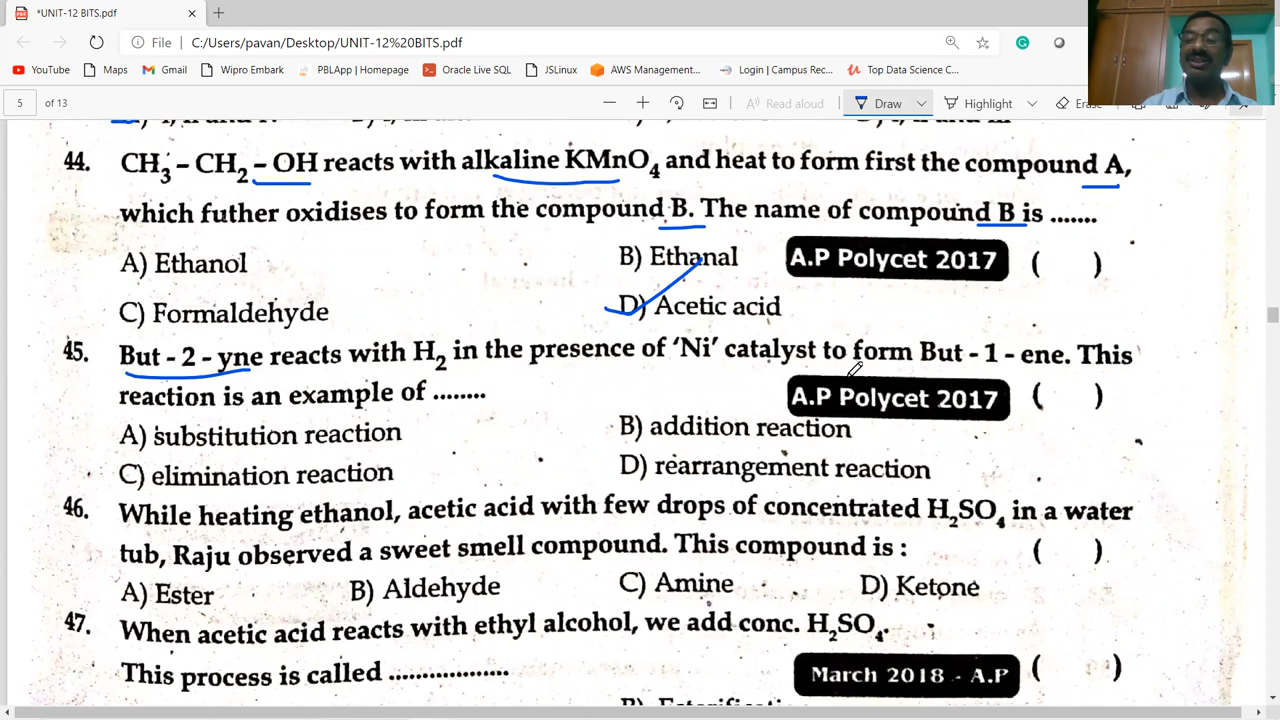 *UNIT-12 BITS.pdf
File C:/Users/pavan/Desktop/UNIT-12%20BITS.pdf
YouTube Maps Gmail Wipro Embark PBLApp | Homepage Oracle Live SQL JSLinux AWS Management... Login | Campus Rec... Top Data Science C...
5 of 13 Read aloud Draw Highlight Erase
44. CH3 – CH2 – OH reacts with alkaline KMnO4 and heat to form first the compound A,
which futher oxidises to form the compound B. The name of compound B is .......
A) Ethanol B) Ethanal A.P Polycet 2017 ( )
C) Formaldehyde D) Acetic acid
45. But - 2 - yne reacts with H2 in the presence of 'Ni' catalyst to form But - 1 - ene. This
reaction is an example of ........ A.P Polycet 2017 ( )
A) substitution reaction B) addition reaction
C) elimination reaction D) rearrangement reaction
46. While heating ethanol, acetic acid with few drops of concentrated H2SO4 in a water
tub, Raju observed a sweet smell compound. This compound is : ( )
A) Ester B) Aldehyde C) Amine D) Ketone
47. When acetic acid reacts with ethyl alcohol, we add conc. H2SO4.
This process is called .................. March 2018 - A.P ( )